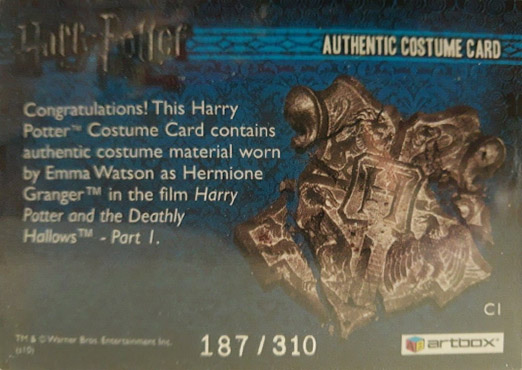 Harry Potter
AUTHENTIC COSTUME CARD
Congratulations! This Harry
Potter™ Costume Card contains
authentic costume material worn
by Emma Watson as Hermione
Granger™ in the film Harry
Potter and the Deathly
Hallows™ - Part 1.
C1
TM & © Warner Bros. Entertainment Inc.
(s10)
187/310
artbox